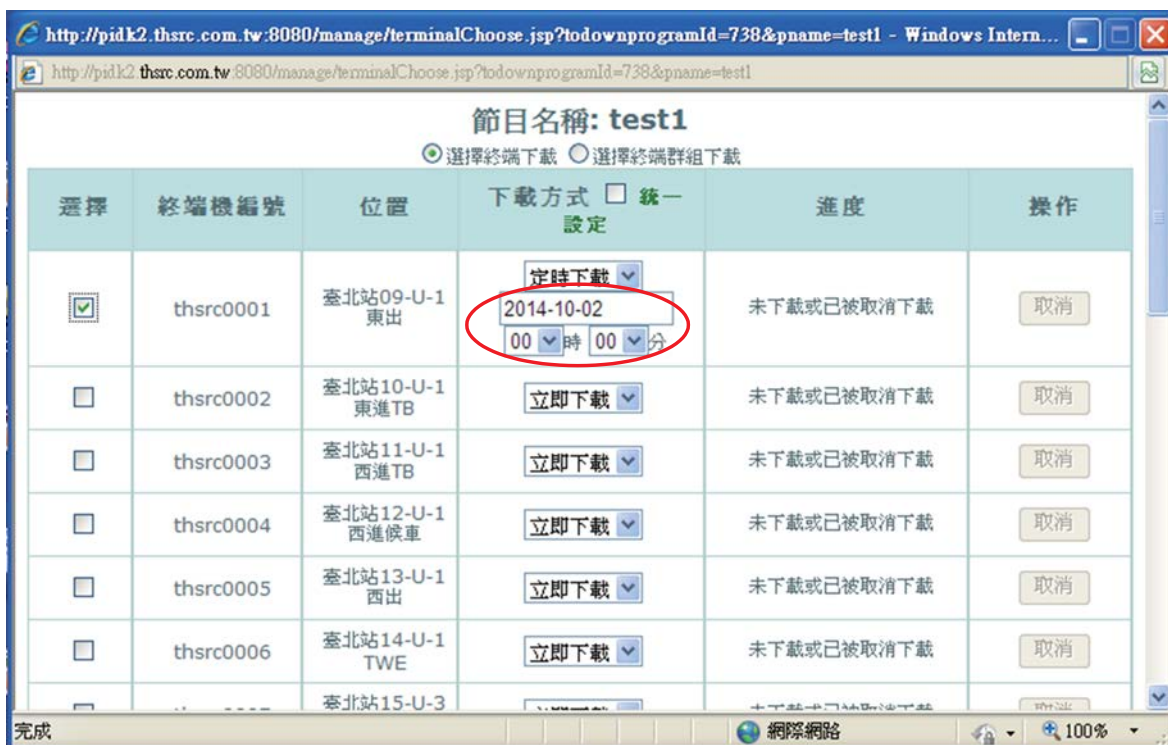 http://pidk2.thsrc.com.tw:8080/manage/terminalChoose.jsp?todownprogramId=738&pname=test1 - Windows Intern...
http://pidk2.thsrc.com.tw:8080/manage/terminalChoose.jsp?todownprogramId=738&pname=test1
節目名稱: test1
選擇終端下載 選擇終端群組下載
選擇 終端機編號 位置 下載方式 統一設定 進度 操作
定時下載
thsrc0001 臺北站09-U-1東出 2014-10-02 未下載或已被取消下載 取消
00 時 00 分
thsrc0002 臺北站10-U-1東進TB 立即下載 未下載或已被取消下載 取消
thsrc0003 臺北站11-U-1西進TB 立即下載 未下載或已被取消下載 取消
thsrc0004 臺北站12-U-1西進候車 立即下載 未下載或已被取消下載 取消
thsrc0005 臺北站13-U-1西出 立即下載 未下載或已被取消下載 取消
thsrc0006 臺北站14-U-1TWE 立即下載 未下載或已被取消下載 取消
臺北站15-U-3
完成 網際網路 100%